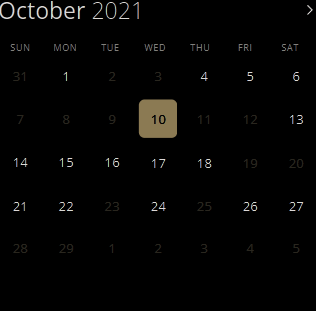 October 2021 >
SUN MON TUE WED THU FRI SAT
31 1 2 3 4 5 6
7 8 9 10 11 12 13
14 15 16 17 18 19 20
21 22 23 24 25 26 27
28 29 1 2 3 4 5